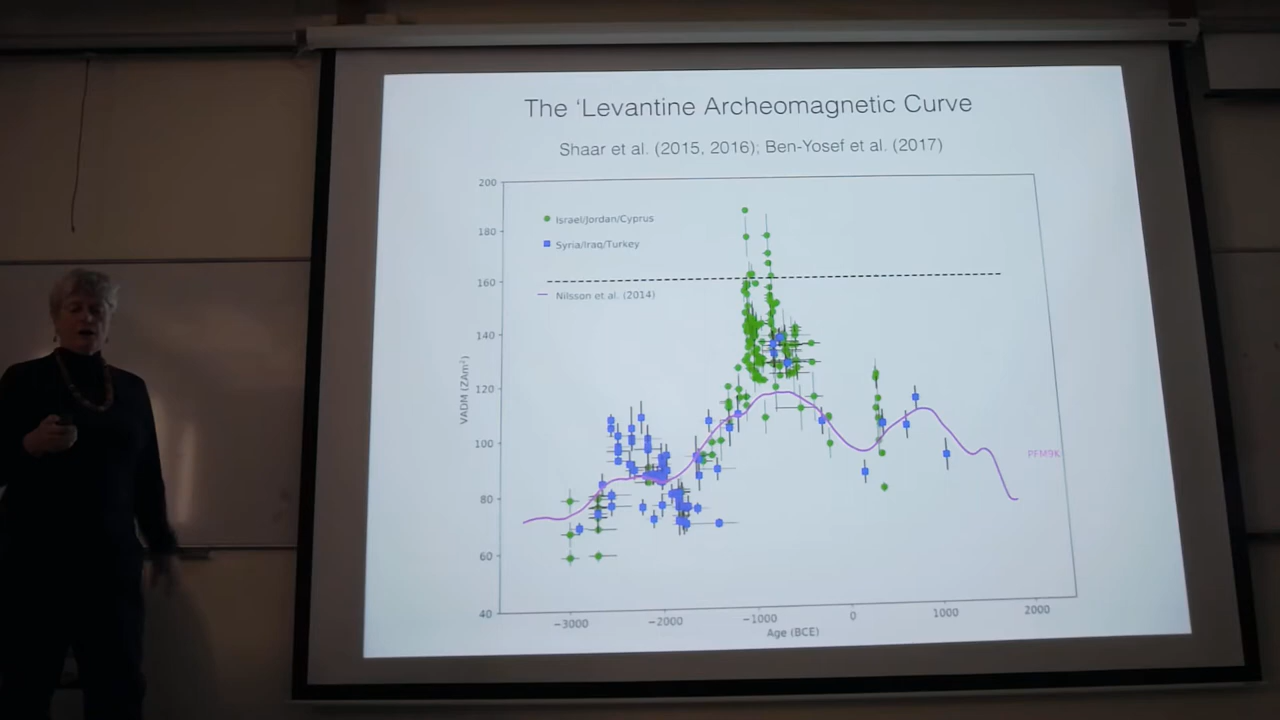 The ‘Levantine Archeomagnetic Curve
Shaar et al. (2015, 2016); Ben-Yosef et al. (2017)
200
180
160
140
120
100
80
60
40
VADM (ZAm²)
Israel/Jordan/Cyprus
Syria/Iraq/Turkey
Nilsson et al. (2014)
PFM9K
−3000 −2000 −1000 0 1000 2000
Age (BCE)